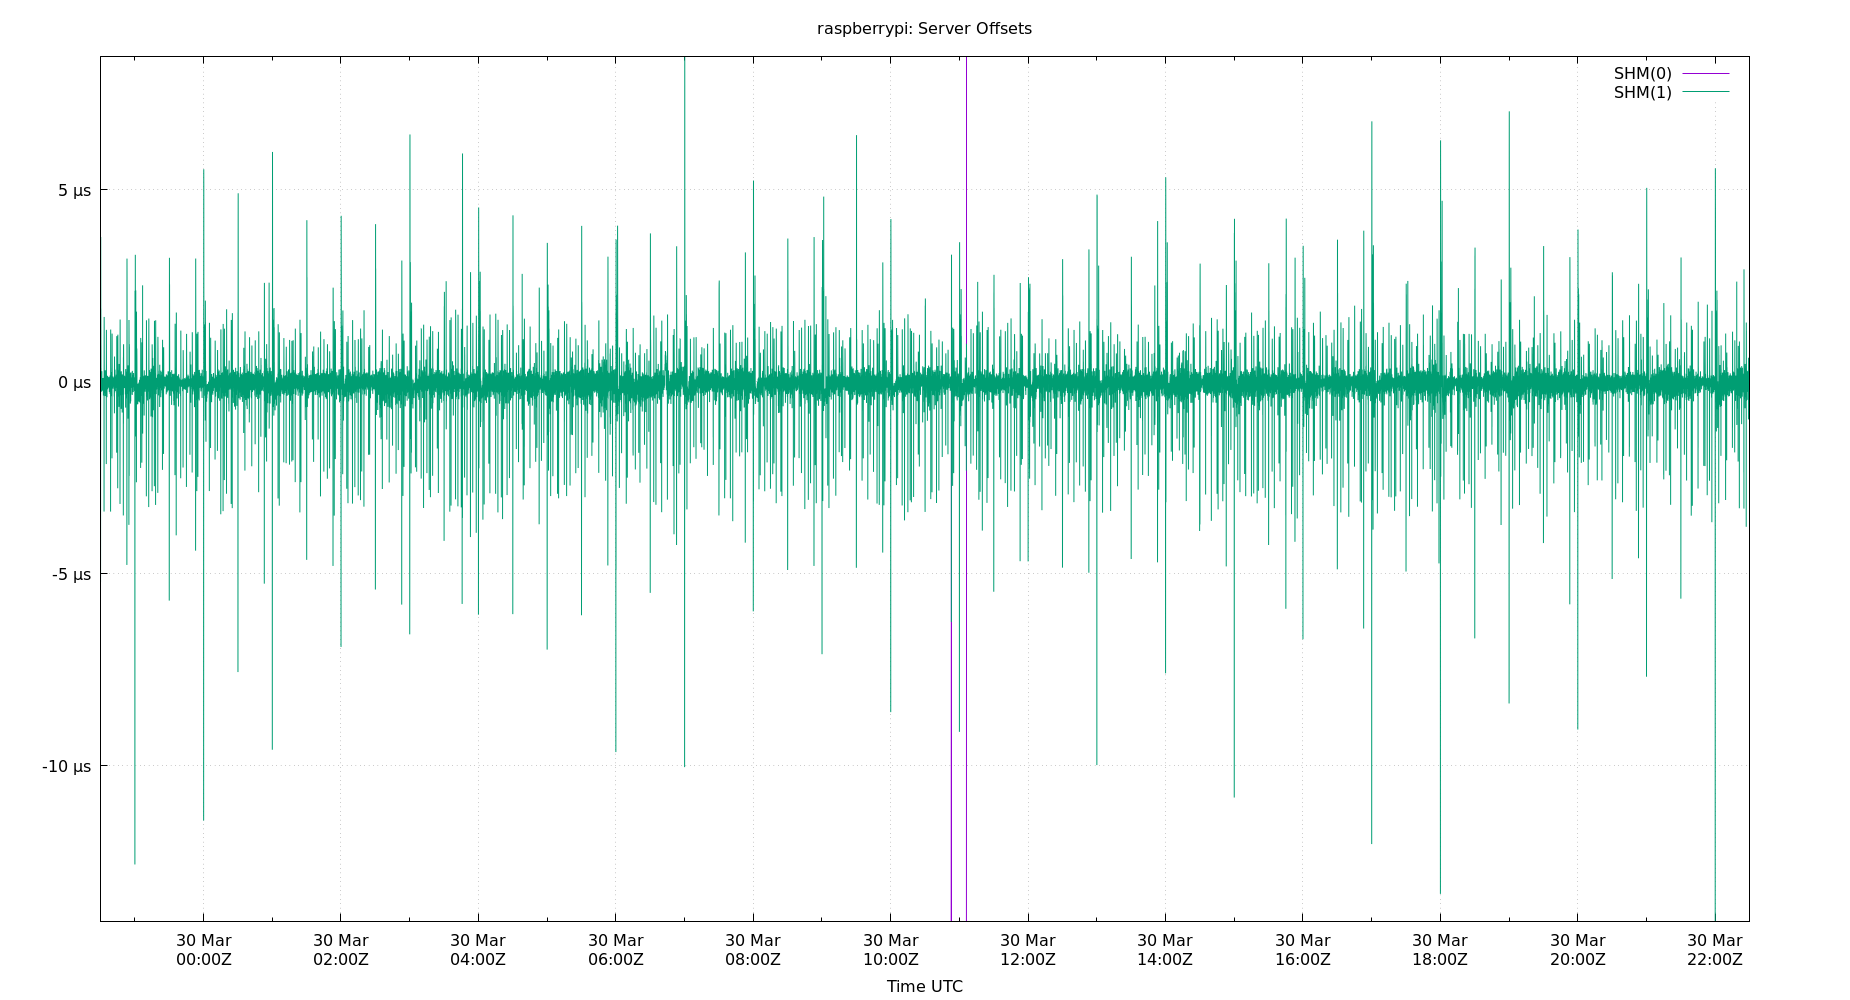 raspberrypi: Server Offsets
SHM(0)
SHM(1)
5 µs
0 µs
-5 µs
-10 µs
30 Mar 30 Mar 30 Mar 30 Mar 30 Mar 30 Mar 30 Mar 30 Mar 30 Mar 30 Mar 30 Mar 30 Mar
00:00Z 02:00Z 04:00Z 06:00Z 08:00Z 10:00Z 12:00Z 14:00Z 16:00Z 18:00Z 20:00Z 22:00Z
Time UTC